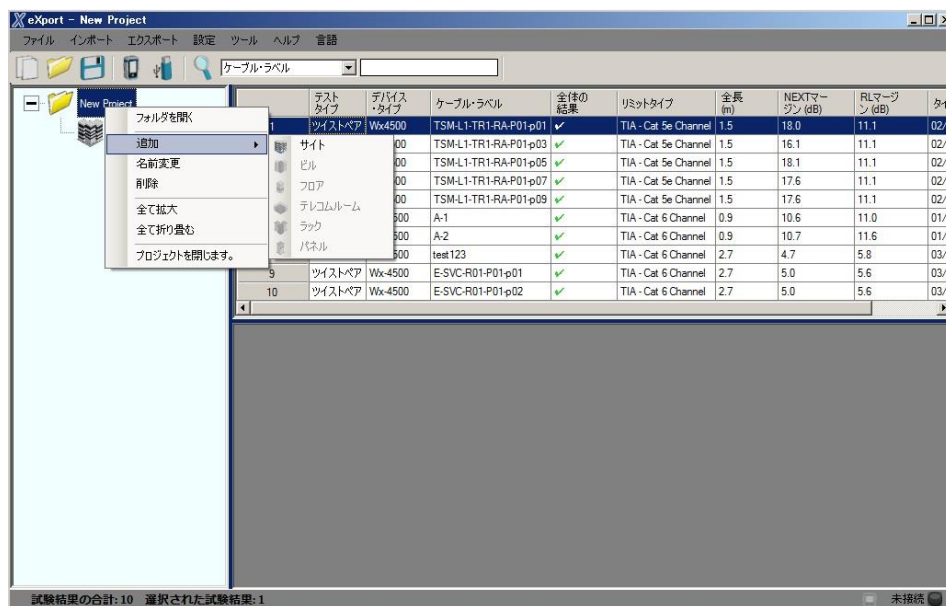 eXport - New Project
ファイル インポート エクスポート 設定 ツール ヘルプ 言語
ケーブル・ラベル
New Project
フォルダを開く
追加
名前変更
削除
全て拡大
全て折り畳む
プロジェクトを閉じます。
サイト
ビル
フロア
テレコムルーム
ラック
パネル
テストタイプ デバイス・タイプ ケーブル・ラベル 全体の結果 リミットタイプ 全長(m) NEXTマージン (dB) RLマージン (dB)
1 ツイストペア Wx4500 TSM-L1-TR1-RA-P01-p01 ✔ TIA - Cat 5e Channel 1.5 18.0 11.1 02/
00 TSM-L1-TR1-RA-P01-p03 ✔ TIA - Cat 5e Channel 1.5 16.1 11.1 02/
00 TSM-L1-TR1-RA-P01-p05 ✔ TIA - Cat 5e Channel 1.5 18.1 11.1 02/
00 TSM-L1-TR1-RA-P01-p07 ✔ TIA - Cat 5e Channel 1.5 17.6 11.1 02/
00 TSM-L1-TR1-RA-P01-p09 ✔ TIA - Cat 5e Channel 1.5 17.6 11.1 02/
500 A-1 ✔ TIA - Cat 6 Channel 0.9 10.6 11.0 01/
500 A-2 ✔ TIA - Cat 6 Channel 0.9 10.7 11.6 01/
500 test123 ✔ TIA - Cat 6 Channel 2.7 4.7 5.8 03/
9 ツイストペア Wx-4500 E-SVC-R01-P01-p01 ✔ TIA - Cat 6 Channel 2.7 5.0 5.6 03/
10 ツイストペア Wx-4500 E-SVC-R01-P01-p02 ✔ TIA - Cat 6 Channel 2.7 5.0 5.6 03/
試験結果の合計: 10 選択された試験結果: 1
未接続